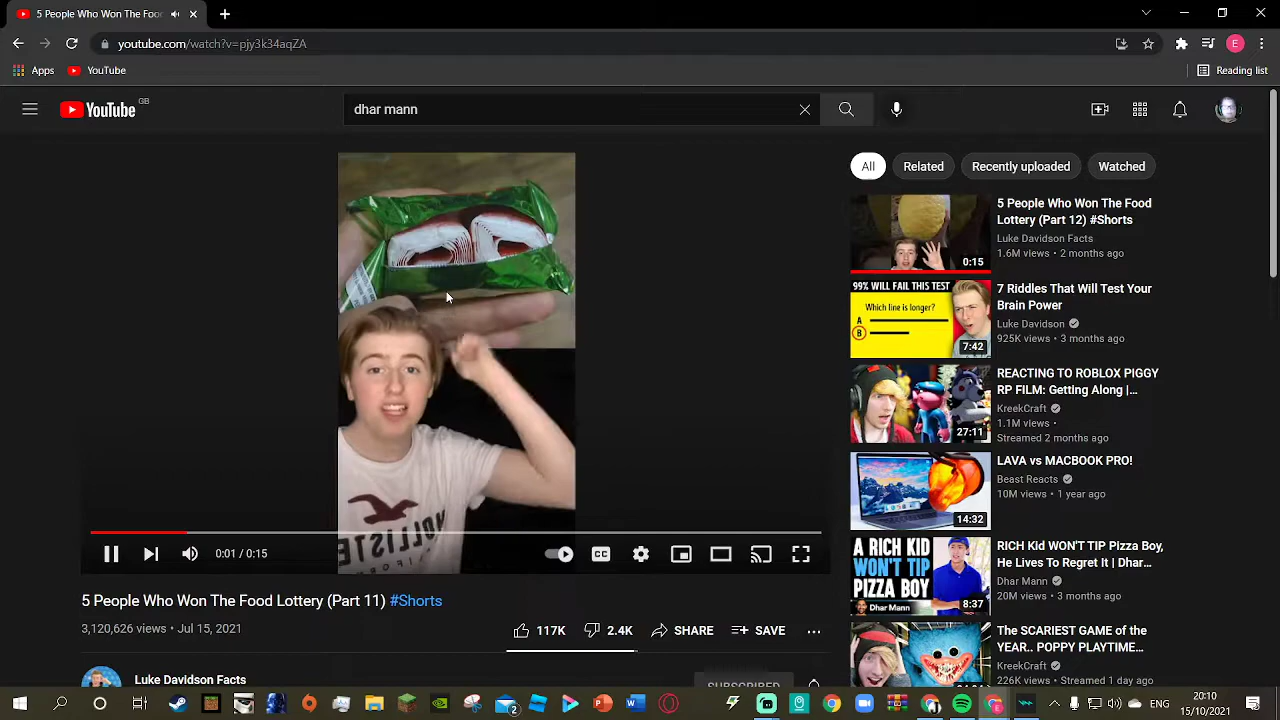 5 People Who Won The Foo
youtube.com/watch?v=pjy3k34aqZA
Apps
YouTube
Reading list
YouTube GB
dhar mann
All
Related
Recently uploaded
Watched
5 People Who Won The Food
Lottery (Part 12) #Shorts
Luke Davidson Facts
1.6M views • 2 months ago
0:15
99% WILL FAIL THIS TEST
Which line is longer?
A
B
7:42
7 Riddles That Will Test Your
Brain Power
Luke Davidson
925K views • 3 months ago
REACTING TO ROBLOX PIGGY
RP FILM: Getting Along |...
KreekCraft
1.1M views •
Streamed 2 months ago
27:11
LAVA vs MACBOOK PRO!
Beast Reacts
10M views • 1 year ago
14:32
A RICH KID
WON'T TIP
PIZZA BOY
Dhar Mann
8:37
RICH Kid WON'T TIP Pizza Boy,
He Lives To Regret It | Dhar...
Dhar Mann
20M views • 3 months ago
The SCARIEST GAME of the
YEAR.. POPPY PLAYTIME...
KreekCraft
226K views • Streamed 1 day ago
0:01 / 0:15
CC
5 People Who Won The Food Lottery (Part 11) #Shorts
3,120,626 views • Jul 15, 2021
117K
2.4K
SHARE
SAVE
Luke Davidson Facts
SUBSCRIBED
20:10
15/10/2021